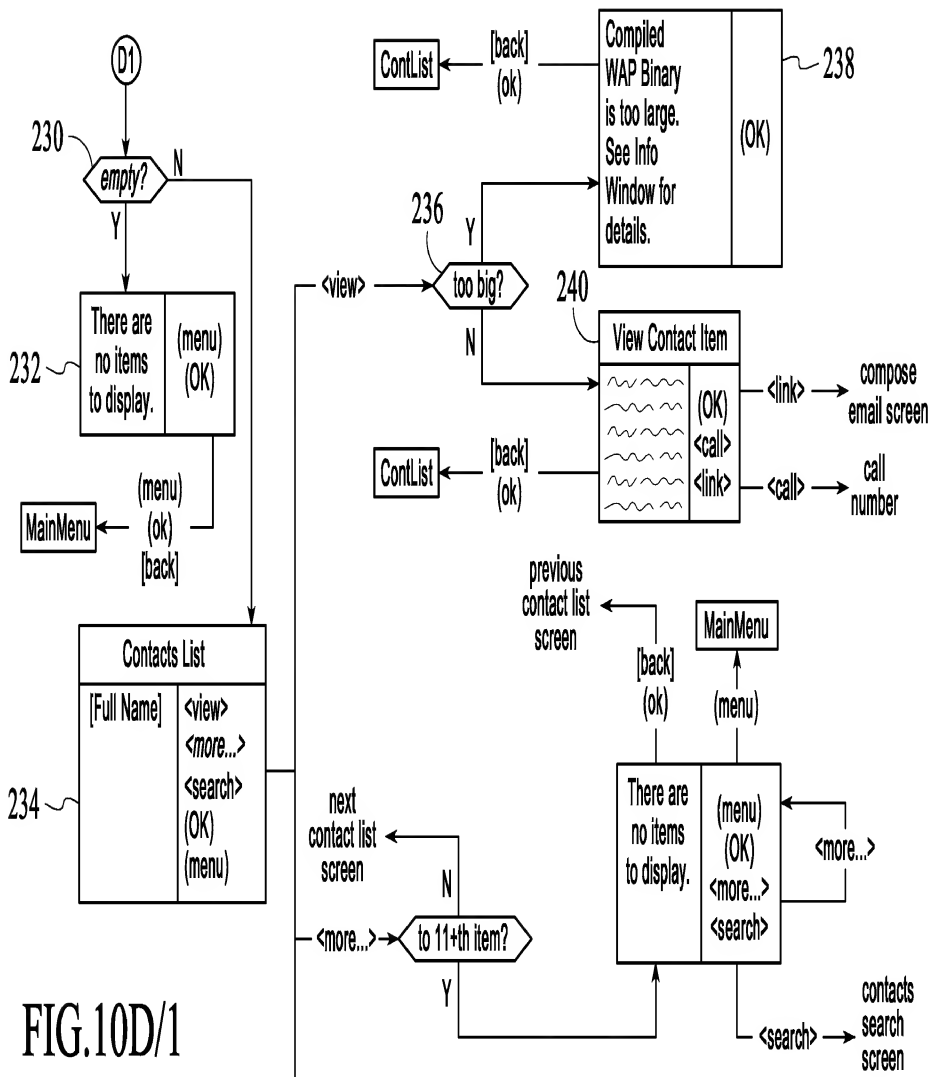 D1
230
empty?
N
Y
There are
no items
to display.
(menu)
(OK)
232
(menu)
(ok)
[back]
MainMenu
Contacts List
[Full Name]
<view>
<more...>
<search>
(OK)
(menu)
234
ContList
[back]
(ok)
Compiled
WAP Binary
is too large.
See Info
Window for
details.
(OK)
238
236
Y
<view>
too big?
N
240
View Contact Item
(OK)
<call>
<link>
<link>
compose
email screen
<call>
call
number
ContList
[back]
(ok)
previous
contact list
screen
[back]
(ok)
MainMenu
(menu)
There are
no items
to display.
(menu)
(OK)
<more...>
<search>
<more...>
next
contact list
screen
N
<more...>
to 11+th item?
Y
<search>
contacts
search
screen
FIG.10D/1